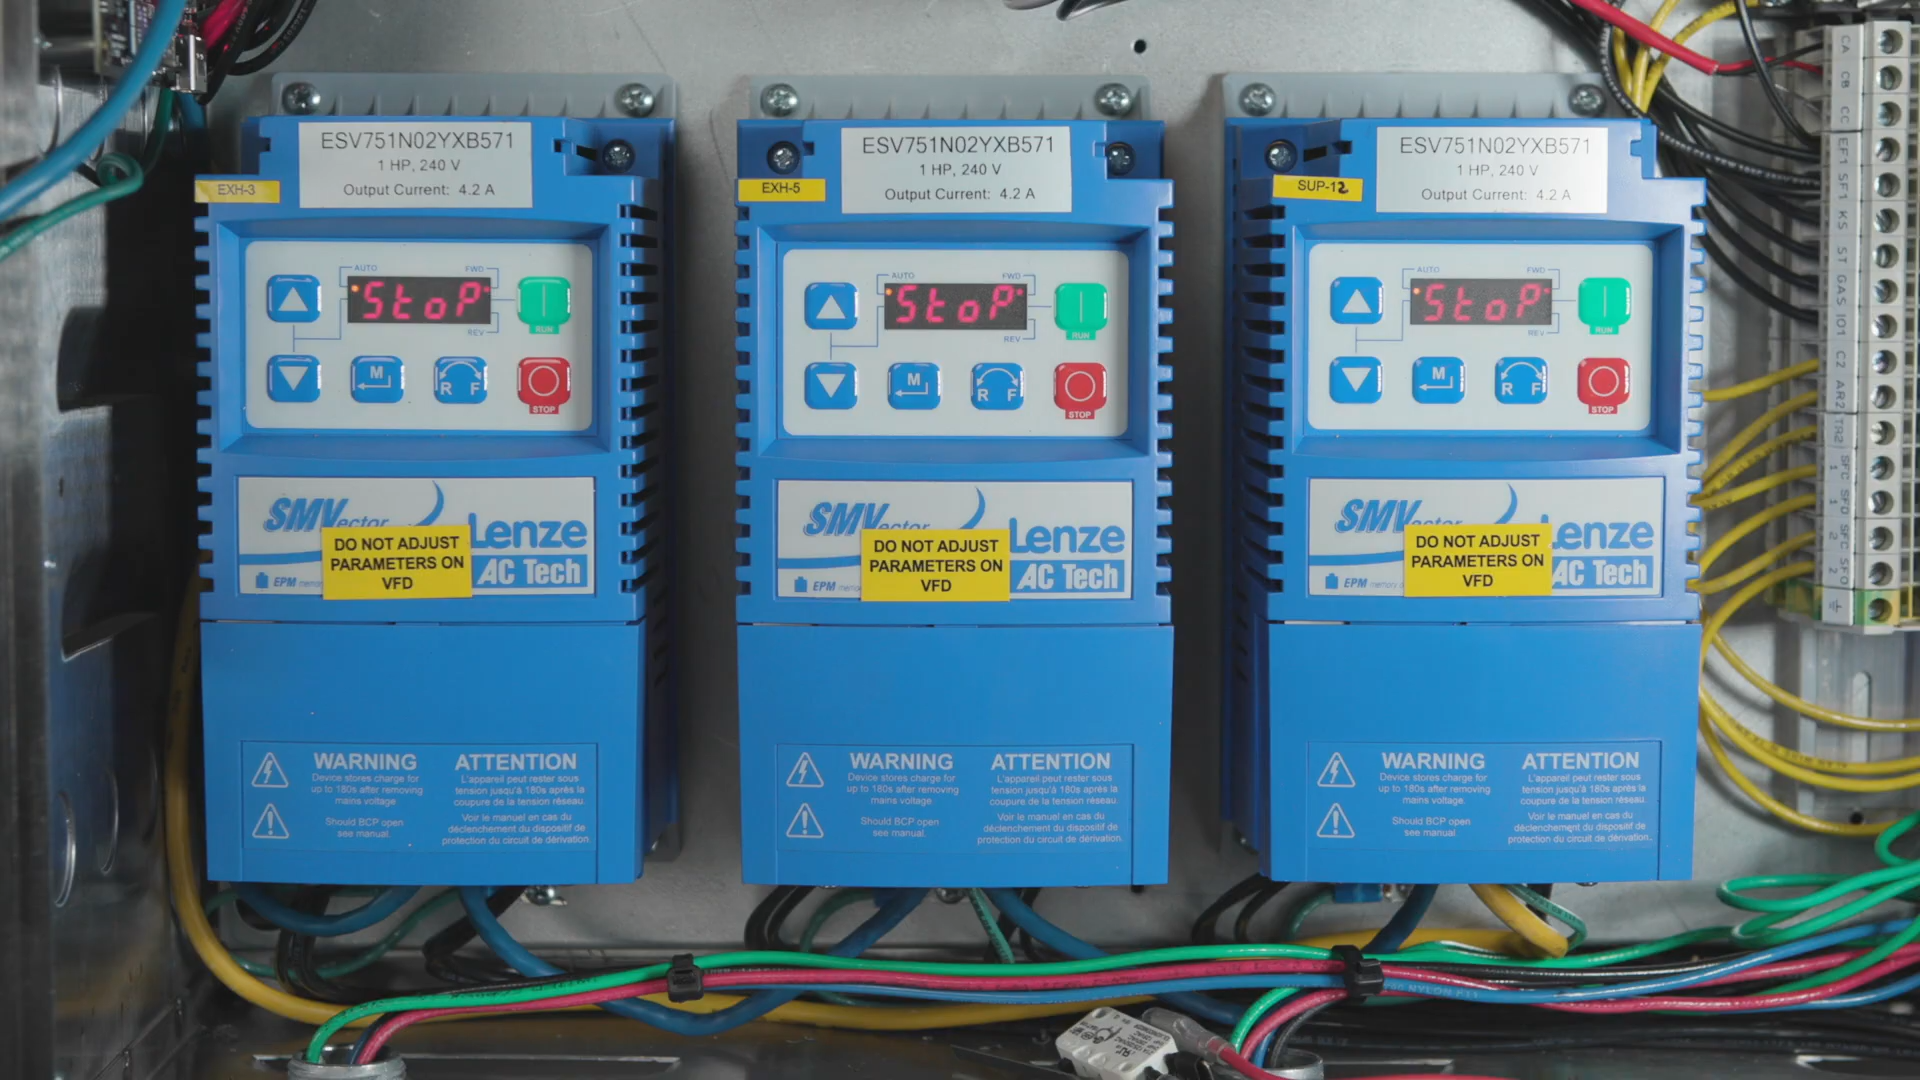 ESV751N02YXB571
1 HP, 240 V
Output Current: 4.2 A
EXH-3
AUTO
FWD
StoP
REV
RUN
M
R F
STOP
SMVector
Lenze
AC Tech
EPM
DO NOT ADJUST
PARAMETERS ON
VFD
WARNING
Device stores charge for
up to 180s after removing
mains voltage
Should BCP open
see manual.
ATTENTION
L'appareil peut rester sous
tension jusqu'à 180s après la
coupure de la tension réseau.
Voir le manuel en cas du
déclenchement du dispositif de
protection du circuit de dérivation.
ESV751N02YXB571
1 HP, 240 V
Output Current: 4.2 A
EXH-5
AUTO
FWD
StoP
REV
RUN
M
R F
STOP
SMVector
Lenze
AC Tech
EPM
DO NOT ADJUST
PARAMETERS ON
VFD
WARNING
Device stores charge for
up to 180s after removing
mains voltage
Should BCP open
see manual.
ATTENTION
L'appareil peut rester sous
tension jusqu'à 180s après la
coupure de la tension réseau.
Voir le manuel en cas du
déclenchement du dispositif de
protection du circuit de dérivation.
ESV751N02YXB571
1 HP, 240 V
Output Current: 4.2 A
SUP-12
AUTO
FWD
StoP
REV
RUN
M
R F
STOP
SMVector
Lenze
AC Tech
EPM memory
DO NOT ADJUST
PARAMETERS ON
VFD
WARNING
Device stores charge for
up to 180s after removing
mains voltage.
Should BCP open
see manual
ATTENTION
L'appareil peut rester sous
tension jusqu'à 180s après la
coupure de la tension réseau.
Voir le manuel en cas du
déclenchement du dispositif de
protection du circuit de dérivation.
CA
CB
CC
EF1
SF1
KS
ST
GAS
IO1
C2
AR2
TR2
SFC 1
SFO 1
SFC 2
SFO 2